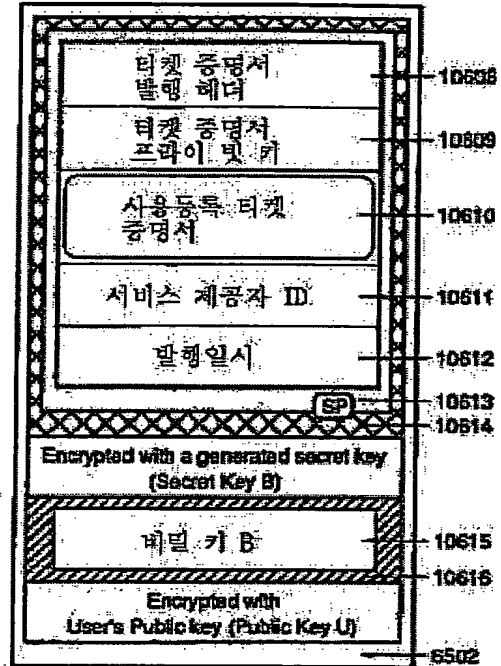 티켓 증명서
발행 헤더
10608
티켓 증명서
프라이빗 키
10609
사용등록 티켓
증명서
10610
서비스 제공자 ID
10611
발행일시
10612
SP
10613
10614
Encrypted with a generated secret key
(Secret Key B)
비밀 키 B
10615
10616
Encrypted with
User's Public key (Public Key U)
6502